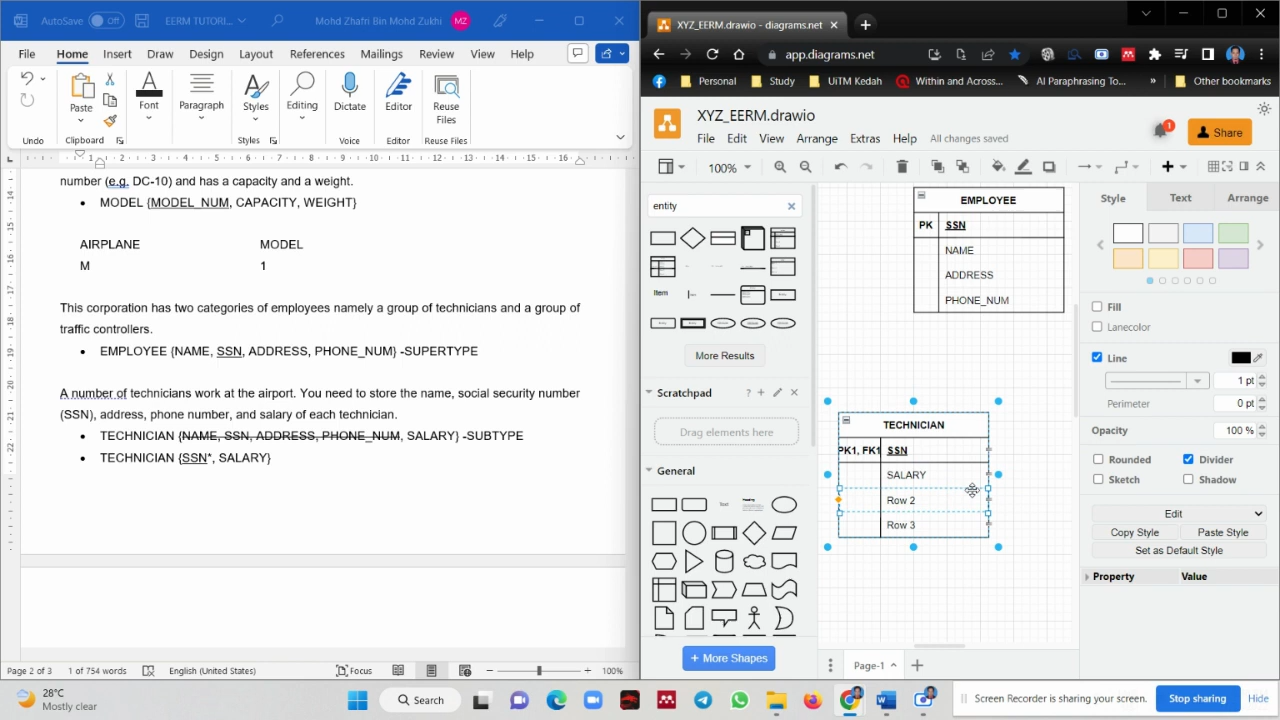 AutoSave Off EERM TUTORI... Mohd Zhafri Bin Mohd Zukhi MZ
File Home Insert Draw Design Layout References Mailings Review View Help
Paste
Font
Paragraph
Styles
Editing
Dictate
Editor
Reuse Files
Undo Clipboard Styles Voice Editor Reuse Files
number (e.g. DC-10) and has a capacity and a weight.
• MODEL {MODEL_NUM, CAPACITY, WEIGHT}
AIRPLANE MODEL
M 1
This corporation has two categories of employees namely a group of technicians and a group of
traffic controllers.
• EMPLOYEE {NAME, SSN, ADDRESS, PHONE_NUM} -SUPERTYPE
A number of technicians work at the airport. You need to store the name, social security number
(SSN), address, phone number, and salary of each technician.
• TECHNICIAN {NAME, SSN, ADDRESS, PHONE_NUM, SALARY} -SUBTYPE
• TECHNICIAN {SSN*, SALARY}
Page 2 of 3 1 of 754 words English (United States) Focus 100%
XYZ_EERM.drawio - diagrams.net
app.diagrams.net
Personal Study UiTM Kedah Within and Across... AI Paraphrasing To... » Other bookmarks
XYZ_EERM.drawio
File Edit View Arrange Extras Help All changes saved
1 Share
100%
entity
Item
More Results
Scratchpad
Drag elements here
General
Text
Heading
+ More Shapes
EMPLOYEE
PK SSN
NAME
ADDRESS
PHONE_NUM
TECHNICIAN
PK1, FK1 SSN
SALARY
Row 2
Row 3
Page-1
Style Text Arrange
Fill
Lanecolor
Line 1 pt
Perimeter 0 pt
Opacity 100 %
Rounded Divider
Sketch Shadow
Edit
Copy Style Paste Style
Set as Default Style
Property Value
28°C
Mostly clear
Search
Screen Recorder is sharing your screen. Stop sharing Hide